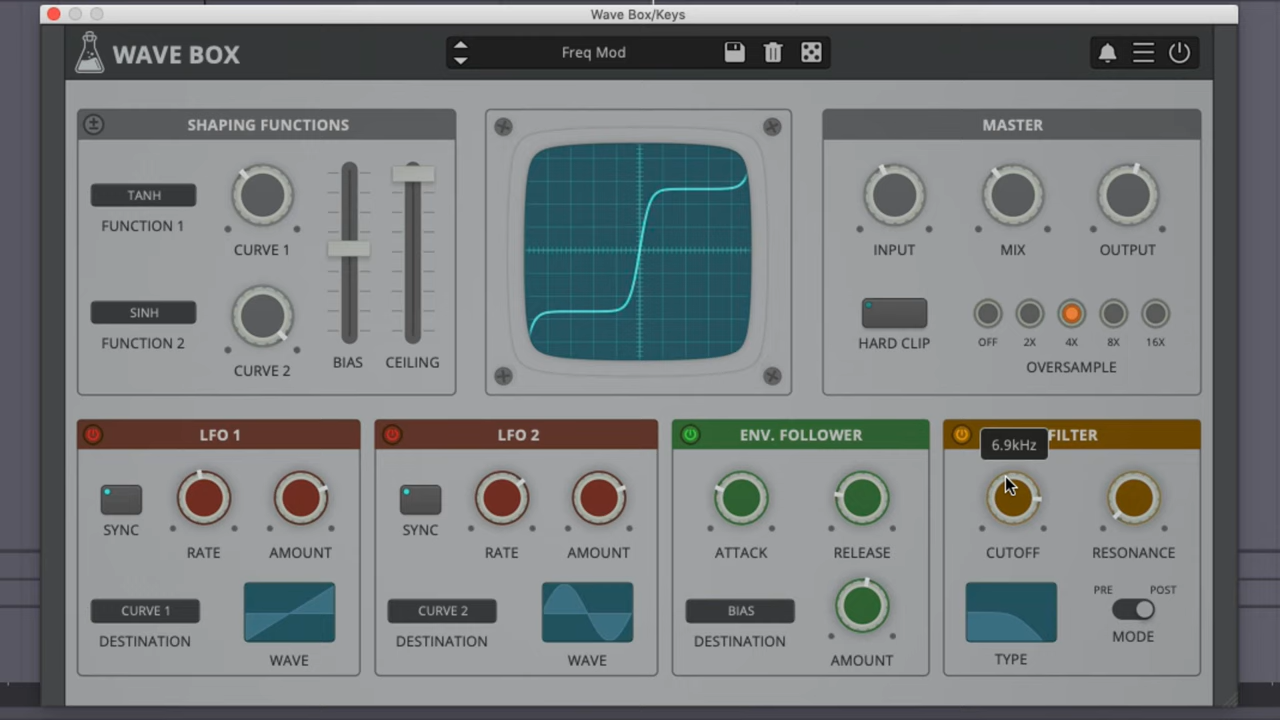 Wave Box/Keys
WAVE BOX
Freq Mod
SHAPING FUNCTIONS
TANH
FUNCTION 1
CURVE 1
SINH
FUNCTION 2
CURVE 2
BIAS
CEILING
MASTER
INPUT
MIX
OUTPUT
HARD CLIP
OFF
2X
4X
8X
16X
OVERSAMPLE
LFO 1
SYNC
RATE
AMOUNT
CURVE 1
DESTINATION
WAVE
LFO 2
SYNC
RATE
AMOUNT
CURVE 2
DESTINATION
WAVE
ENV. FOLLOWER
ATTACK
RELEASE
BIAS
DESTINATION
AMOUNT
FILTER
6.9kHz
CUTOFF
RESONANCE
TYPE
PRE
POST
MODE